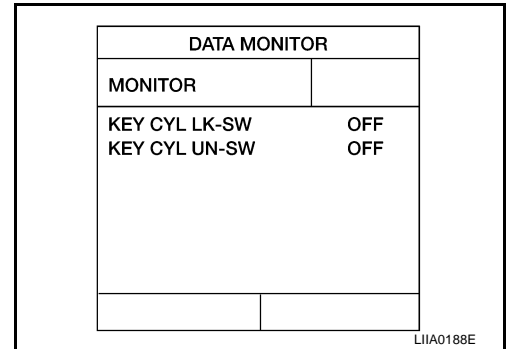 DATA MONITOR
MONITOR
KEY CYL LK-SW OFF
KEY CYL UN-SW OFF
LIIA0188E